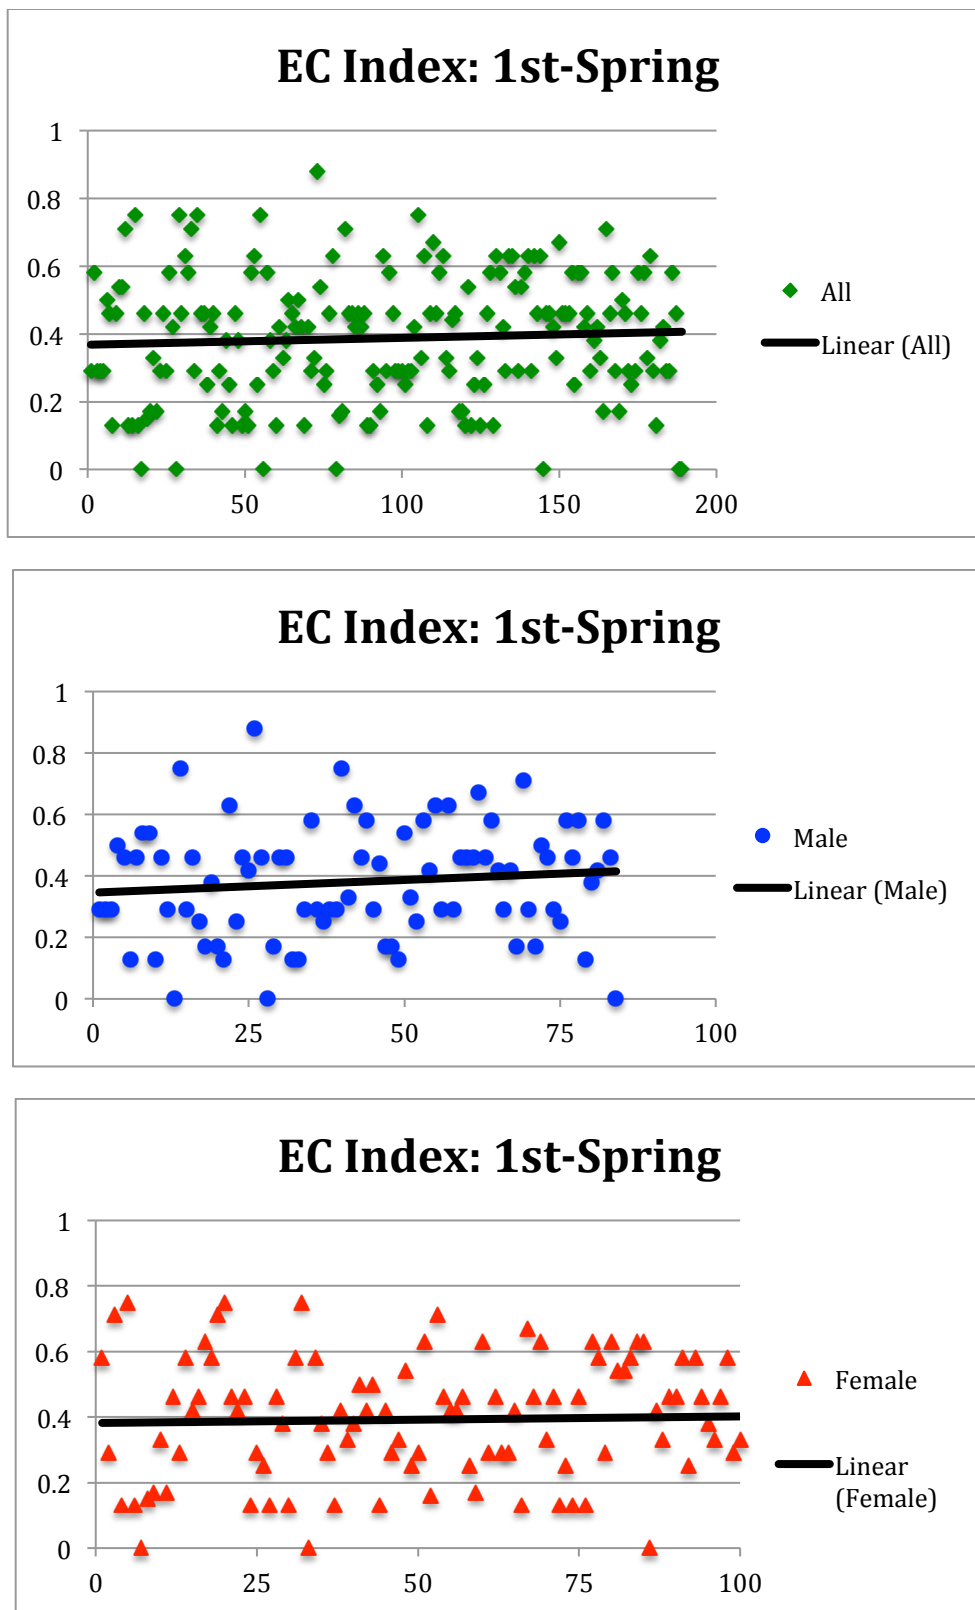 EC Index: 1st-Spring
1
0.8
0.6
0.4
0.2
0
0 50 100 150 200
All
Linear (All)
EC Index: 1st-Spring
1
0.8
0.6
0.4
0.2
0
0 25 50 75 100
Male
Linear (Male)
EC Index: 1st-Spring
1
0.8
0.6
0.4
0.2
0
0 25 50 75 100
Female
Linear
(Female)